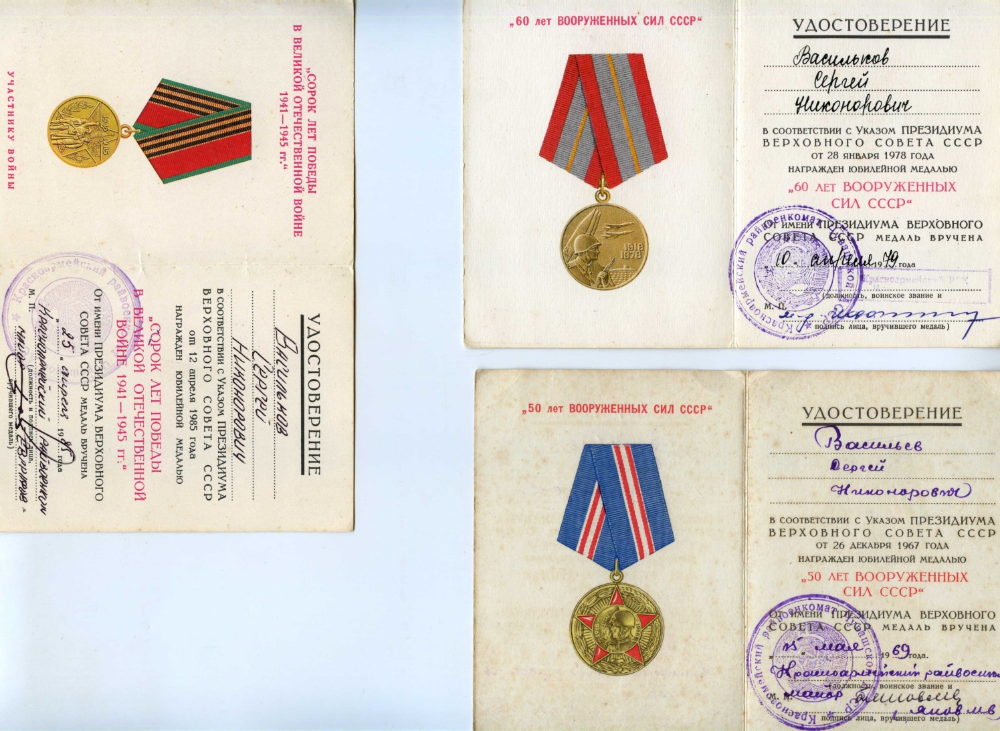 „СОРОК ЛЕТ ПОБЕДЫ
В ВЕЛИКОЙ ОТЕЧЕСТВЕННОЙ ВОЙНЕ
1941—1945 гг.“
1945 1985
УЧАСТНИКУ ВОЙНЫ
УДОСТОВЕРЕНИЕ
Васильков
Сергей
Никонорович
В СООТВЕТСТВИИ С УКАЗОМ ПРЕЗИДИУМА
ВЕРХОВНОГО СОВЕТА СССР
от 12 апреля 1985 года
НАГРАЖДЕН ЮБИЛЕЙНОЙ МЕДАЛЬЮ
„СОРОК ЛЕТ ПОБЕДЫ
В ВЕЛИКОЙ ОТЕЧЕСТВЕННОЙ
ВОЙНЕ 1941—1945 гг.“
От ИМЕНИ ПРЕЗИДИУМА ВЕРХОВНОГО
СОВЕТА СССР МЕДАЛЬ ВРУЧЕНА
„25“ апреля 1985 года
Красноармейский райвоенком
(должность и подпись лица,
М. П.
майор
вручившего медаль)
Красноармейский райвоенкомат
„60 лет ВООРУЖЕННЫХ СИЛ СССР“
1918
1978
УДОСТОВЕРЕНИЕ
Васильков
Сергей
Никонорович
В СООТВЕТСТВИИ С УКАЗОМ ПРЕЗИДИУМА
ВЕРХОВНОГО СОВЕТА СССР
ОТ 28 ЯНВАРЯ 1978 ГОДА
НАГРАЖДЕН ЮБИЛЕЙНОЙ МЕДАЛЬЮ
„60 ЛЕТ ВООРУЖЕННЫХ
СИЛ СССР“
ОТ ИМЕНИ ПРЕЗИДИУМА ВЕРХОВНОГО
СОВЕТА СССР МЕДАЛЬ ВРУЧЕНА
„10“ апреля 1979 года
Красноармейский РВК
(должность, воинское звание и
М. П.
подпись лица, вручившего медаль)
Красноармейский райвоенкомат Чувашской АССР
„50 лет ВООРУЖЕННЫХ СИЛ СССР“
УДОСТОВЕРЕНИЕ
Васильев
Сергей
Никоноровича
В СООТВЕТСТВИИ С УКАЗОМ ПРЕЗИДИУМА
ВЕРХОВНОГО СОВЕТА СССР
ОТ 26 ДЕКАБРЯ 1967 ГОДА
НАГРАЖДЕН ЮБИЛЕЙНОЙ МЕДАЛЬЮ
„50 ЛЕТ ВООРУЖЕННЫХ
СИЛ СССР“
ОТ ИМЕНИ ПРЕЗИДИУМА ВЕРХОВНОГО
СОВЕТА СССР МЕДАЛЬ ВРУЧЕНА
„15“ мая 1969 года.
Красноармейский райвоенком
(должность, воинское звание и
М. П. майор
Яковлев
подпись лица, вручившего медаль)
Красноармейский райвоенкомат Чувашской АССР